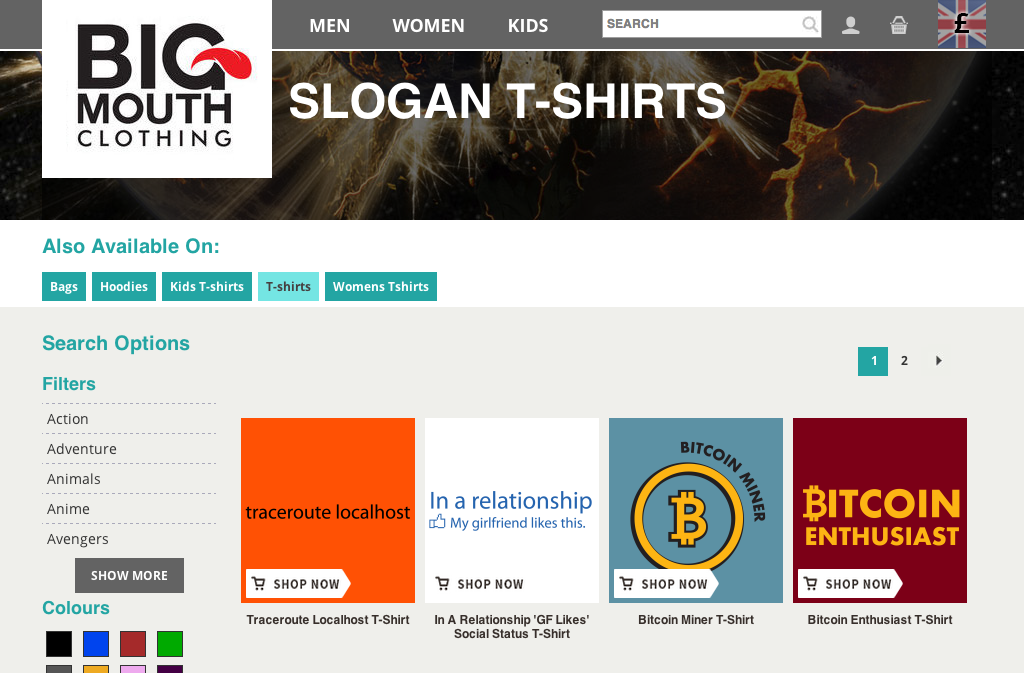 BIG
MOUTH
CLOTHING
MEN WOMEN KIDS SEARCH £
SLOGAN T-SHIRTS
Also Available On:
Bags Hoodies Kids T-shirts T-shirts Womens Tshirts
Search Options
Filters
Action
Adventure
Animals
Anime
Avengers
SHOW MORE
Colours
1 2
traceroute localhost
SHOP NOW
Traceroute Localhost T-Shirt
In a relationship
My girlfriend likes this.
SHOP NOW
In A Relationship 'GF Likes'
Social Status T-Shirt
BITCOIN MINER
SHOP NOW
Bitcoin Miner T-Shirt
₿ITCOIN
ENTHUSIAST
SHOP NOW
Bitcoin Enthusiast T-Shirt